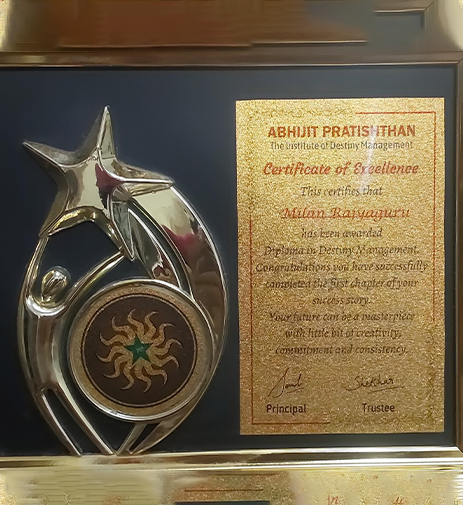 ABHIJIT PRATISHTHAN
The Institute of Destiny Management
Certificate of Excellence
This certifies that
Milan Rajyaguru
has been awarded
Diploma in Destiny Management.
Congratulations you have successfully
completed the first chapter of your
success story.
Your future can be a masterpiece
with little bit of creativity,
commitment and consistency.
Shekhar
Principal Trustee